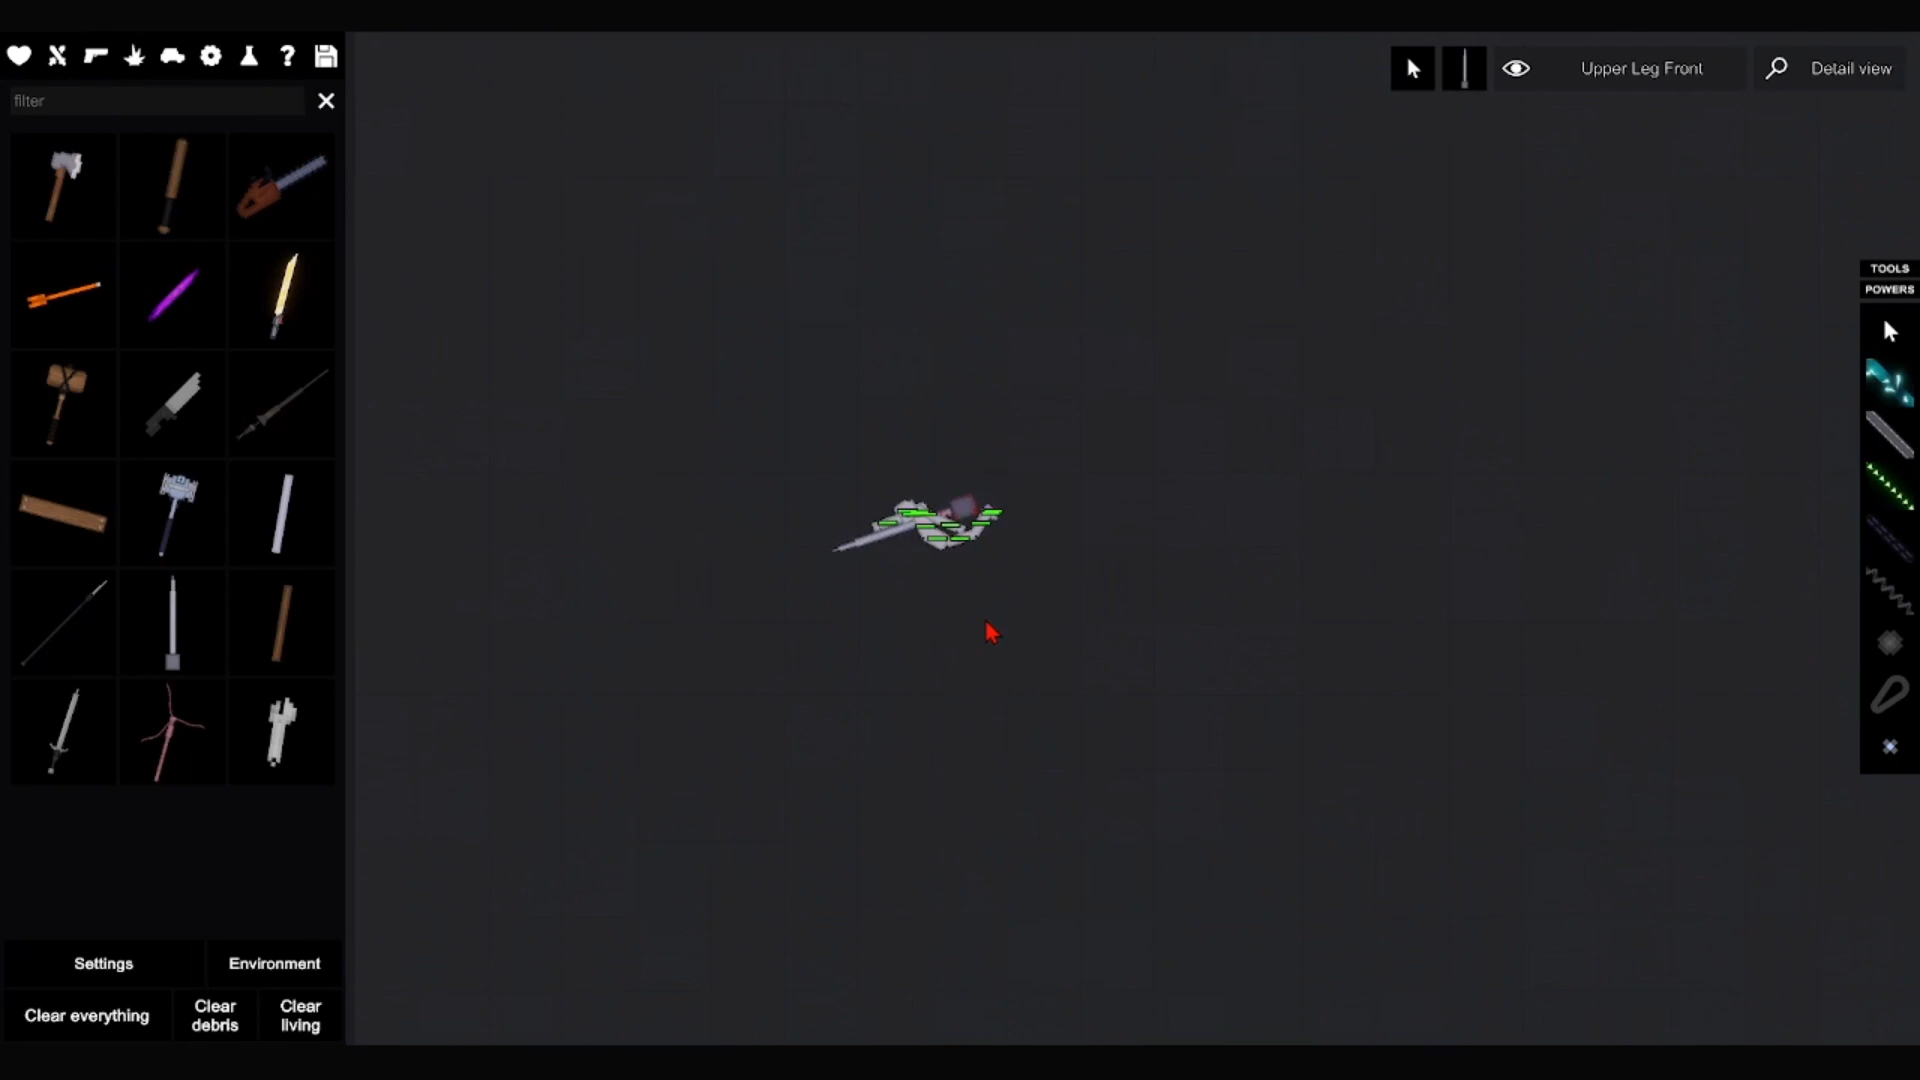 filter
Upper Leg Front
Detail view
TOOLS
POWERS
Settings
Environment
Clear everything
Clear
debris
Clear
living